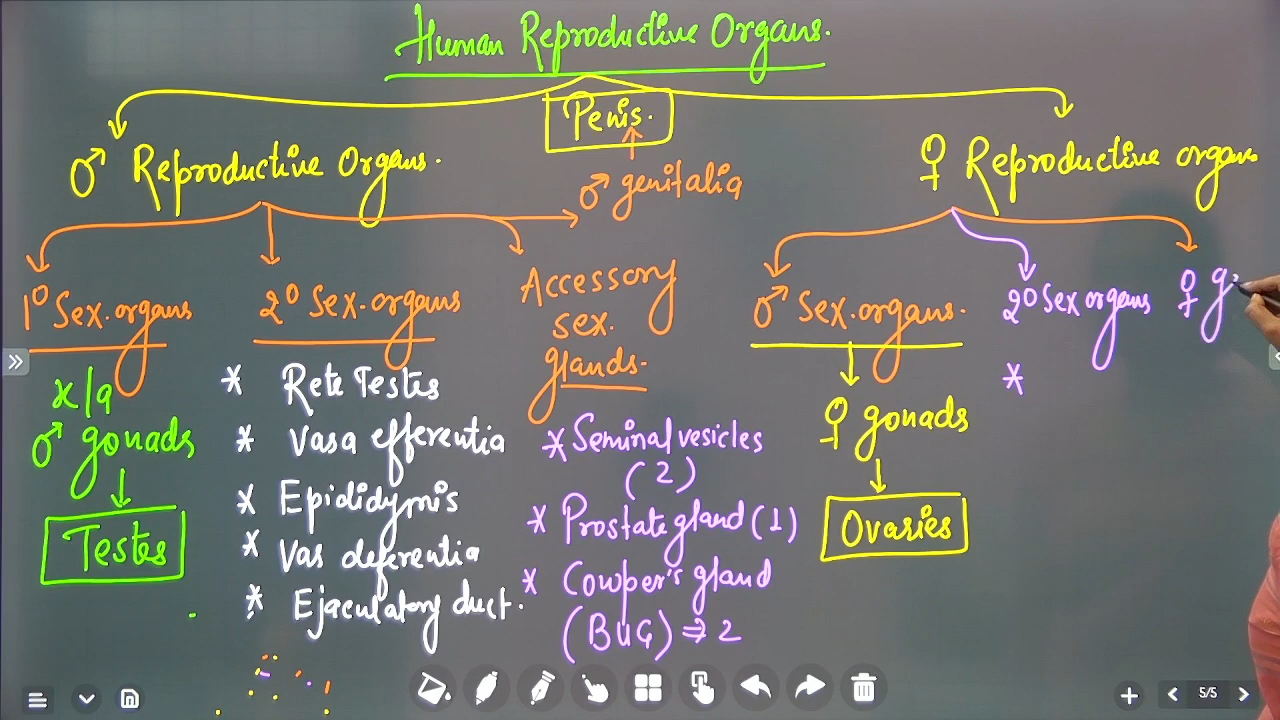 Human Reproductive Organs.
Penis.
♂ Reproductive Organs.
♀ Reproductive organs
♂ genitalia
1° Sex. organs
2° Sex. organs
Accessory
sex.
glands.
♂ Sex. organs.
2° Sex organs
♀ g
x/a
♂ gonads
Testes
* Rete Testis
* Vasa efferentia
* Epididymis
* Vas deferentia
* Ejaculatory duct.
* Seminal vesicles
(2)
* Prostate gland (1)
* Cowper's gland
(BUG) ⇒ 2
♀ gonads
Ovaries
*
5/5